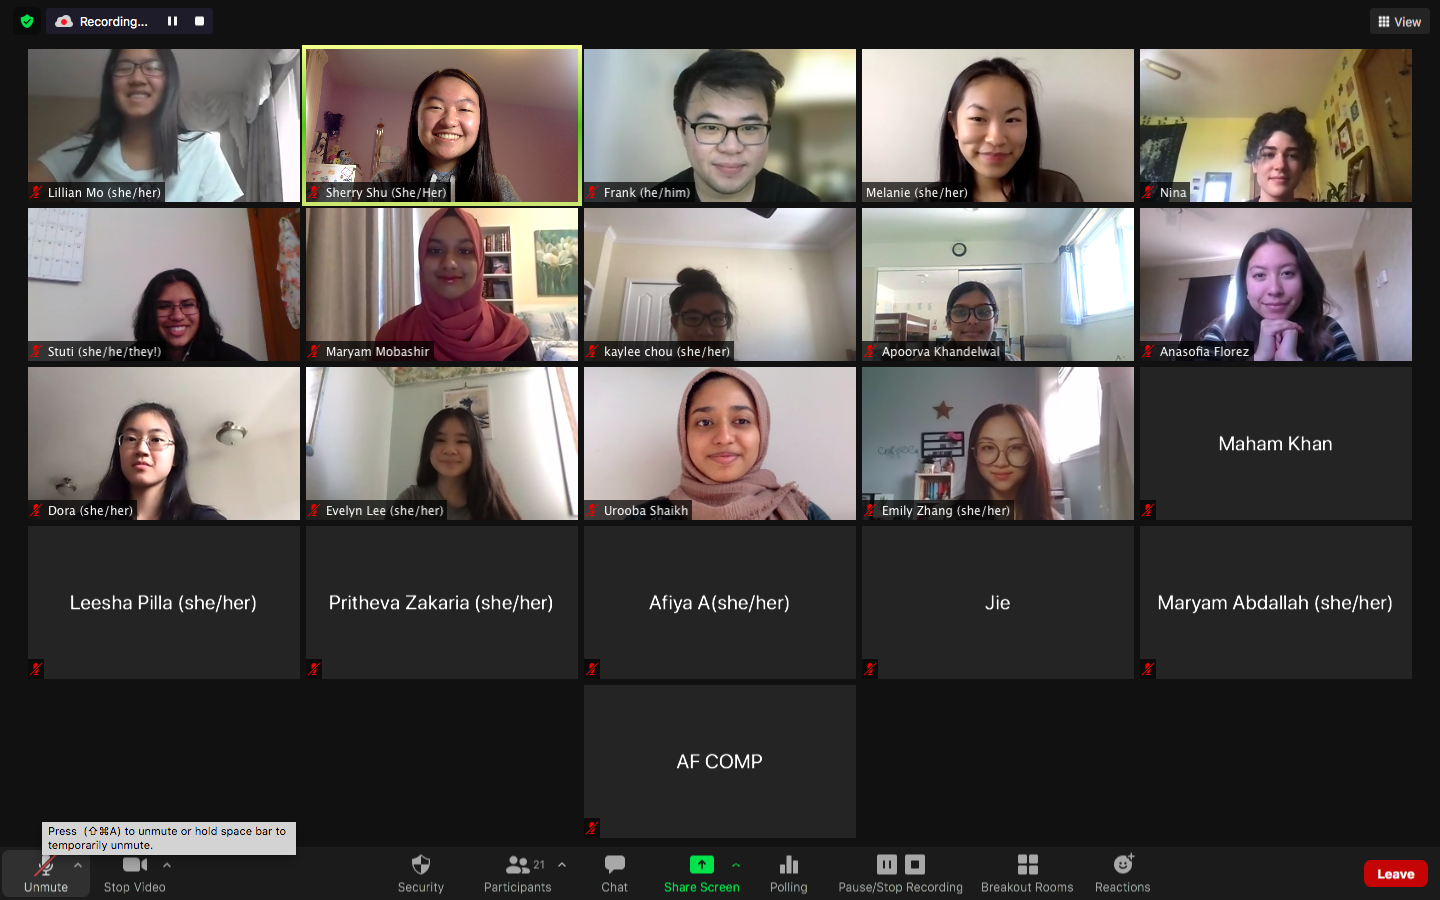 Recording...
View
Lillian Mo (she/her)
Sherry Shu (She/Her)
Frank (he/him)
Melanie (she/her)
Nina
Stuti (she/he/they!)
Maryam Mobashir
kaylee chou (she/her)
Apoorva Khandelwal
Anasofia Florez
Dora (she/her)
Evelyn Lee (she/her)
Urooba Shaikh
Emily Zhang (she/her)
Maham Khan
Leesha Pilla (she/her)
Pritheva Zakaria (she/her)
Afiya A(she/her)
Jie
Maryam Abdallah (she/her)
AF COMP
Press (⇧⌘A) to unmute or hold space bar to
temporarily unmute.
Unmute
Stop Video
Security
Participants
21
Chat
Share Screen
Polling
Pause/Stop Recording
Breakout Rooms
Reactions
Leave